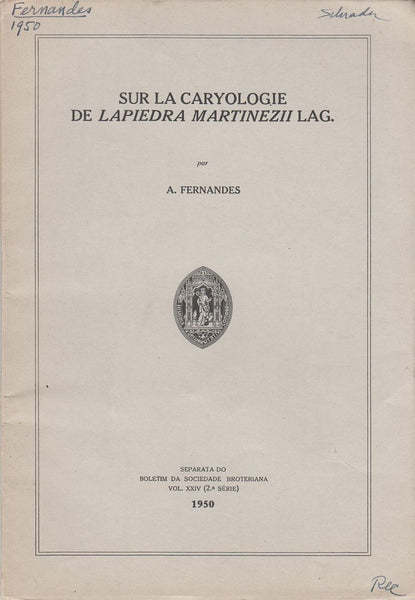 Fernandes
1950
Schrader
SUR LA CARYOLOGIE
DE LAPIEDRA MARTINEZII LAG.
par
A. FERNANDES
SEPARATA DO
BOLETIM DA SOCIEDADE BROTERIANA
VOL. XXIV (2.ª SÉRIE)
1950
Rec